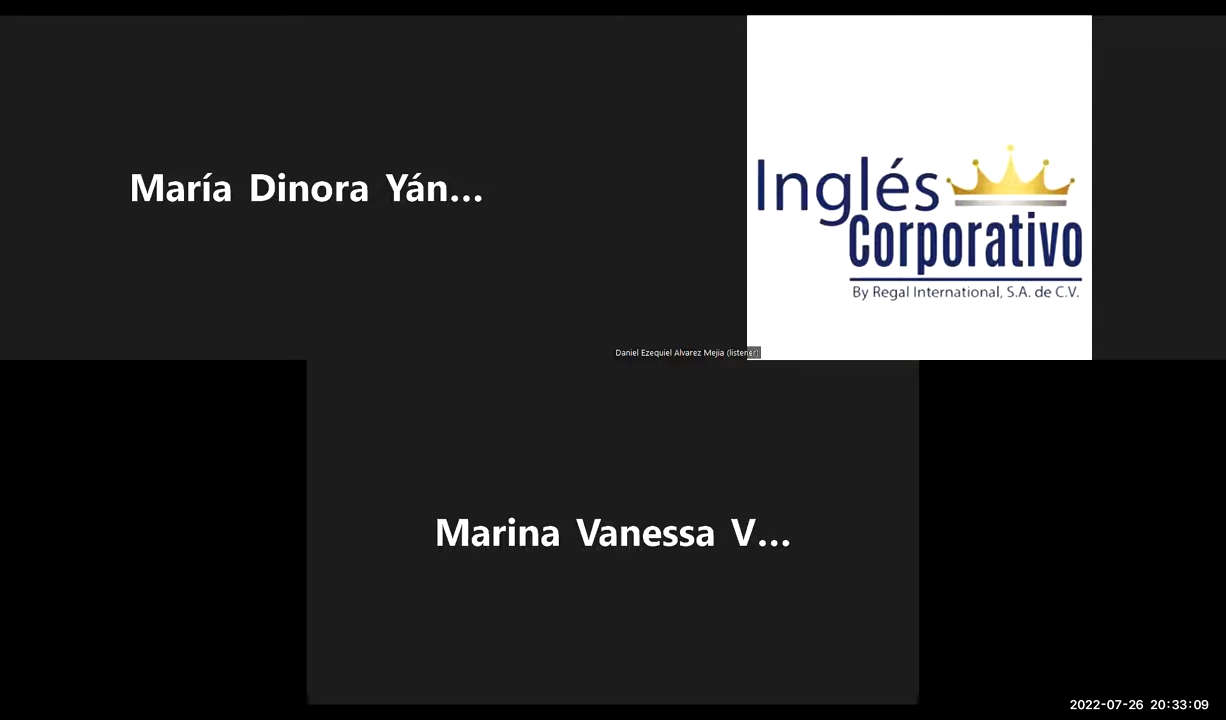 María Dinora Yán...
Inglés
Corporativo
By Regal International, S.A. de C.V.
Daniel Ezequiel Alvarez Mejia (listener)
Marina Vanessa V...
2022-07-26 20:33:09